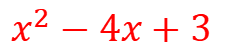 x² − 4x + 3